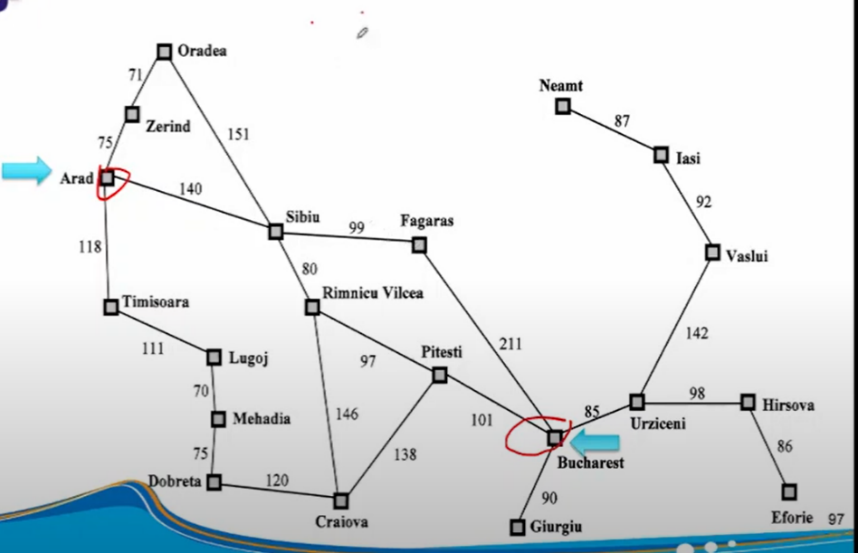 Oradea
71
Neamt
87
Zerind
151
75
Iasi
Arad
140
92
Sibiu
Fagaras
99
118
Vaslui
80
Rimnicu Vilcea
Timisoara
142
111
211
Pitesti
Lugoj
97
70
98
Hirsova
146
101
85
Mehadia
Urziceni
138
86
75
Bucharest
Dobreta
120
90
Craiova
Giurgiu
Eforie
97